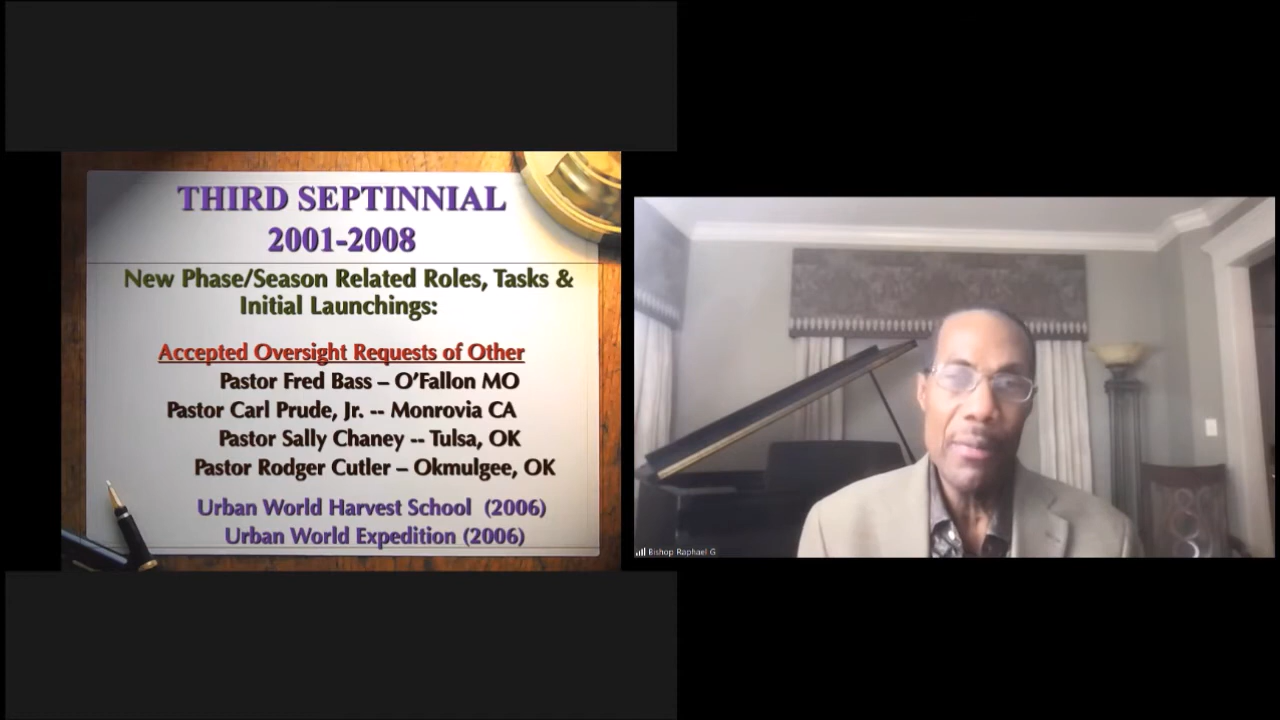 THIRD SEPTINNIAL
2001-2008
New Phase/Season Related Roles, Tasks &
Initial Launchings:
Accepted Oversight Requests of Other
Pastor Fred Bass – O'Fallon MO
Pastor Carl Prude, Jr. -- Monrovia CA
Pastor Sally Chaney -- Tulsa, OK
Pastor Rodger Cutler – Okmulgee, OK
Urban World Harvest School (2006)
Urban World Expedition (2006)
Bishop Raphael G